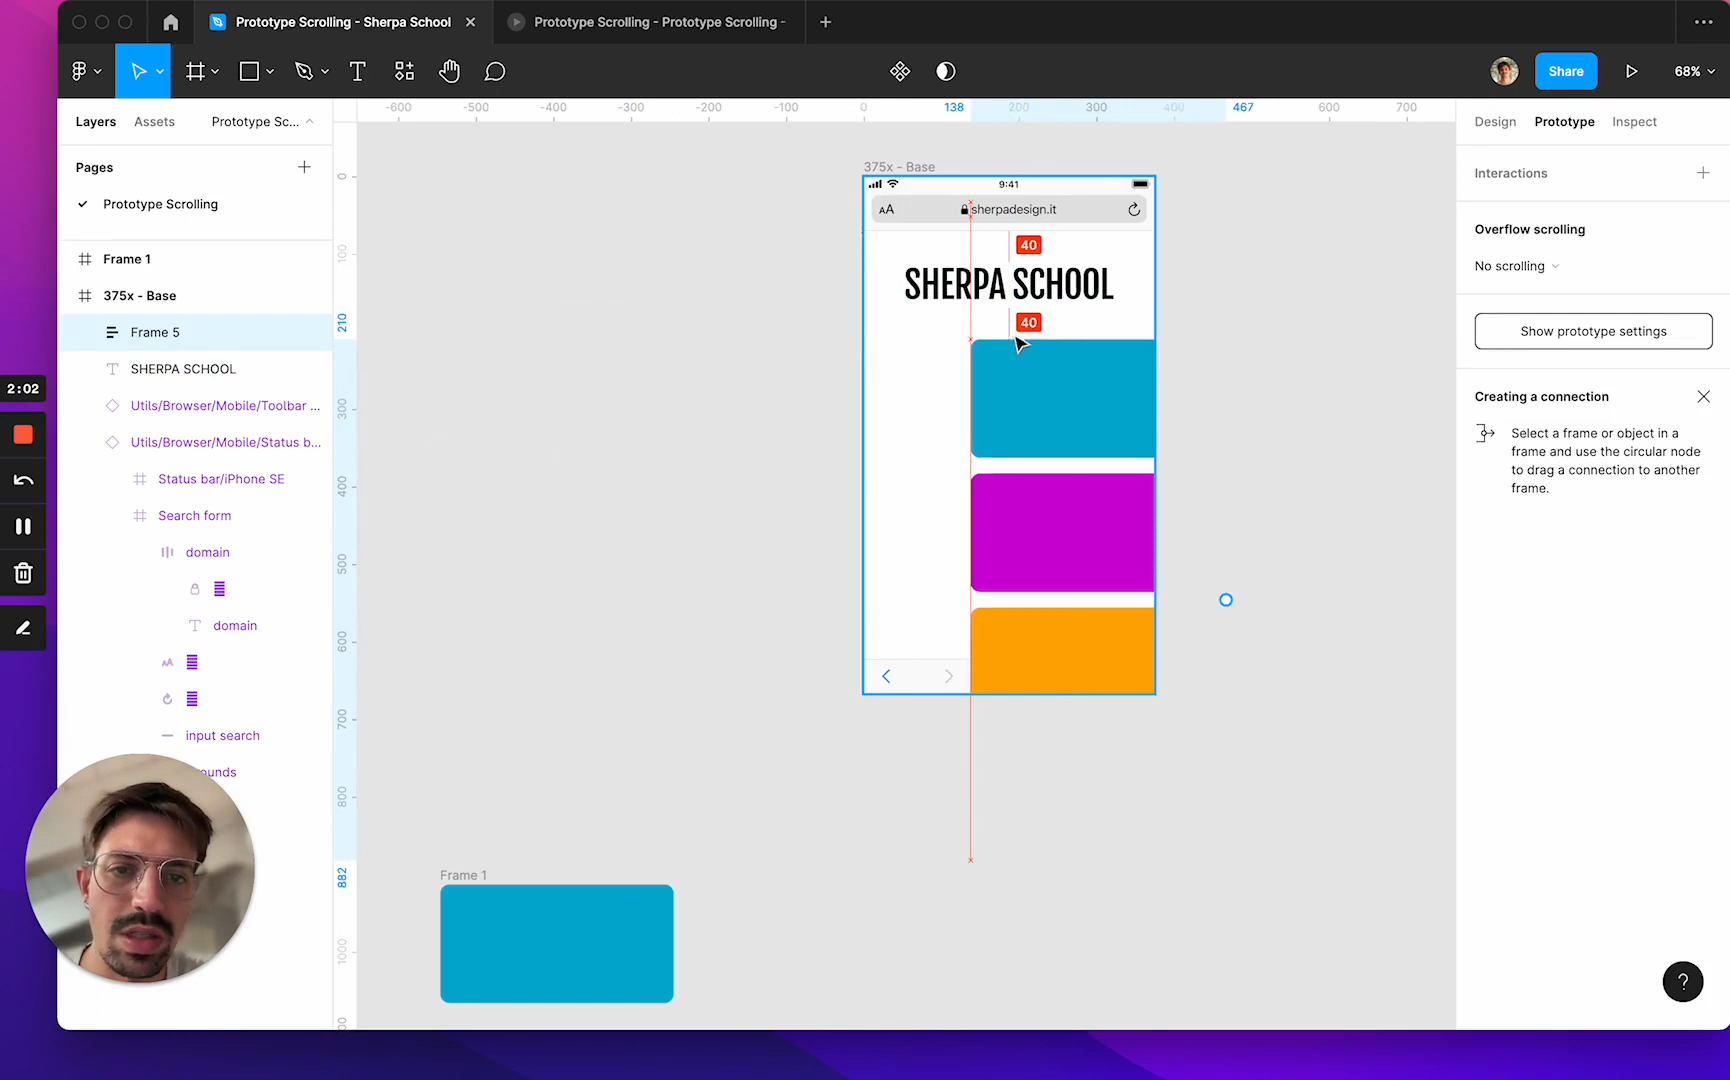 Prototype Scrolling - Sherpa School
Prototype Scrolling - Prototype Scrolling -
Share
68%
Layers
Assets
Prototype Sc...
Pages
Prototype Scrolling
Frame 1
375x - Base
Frame 5
SHERPA SCHOOL
Utils/Browser/Mobile/Toolbar ...
Utils/Browser/Mobile/Status b...
Status bar/iPhone SE
Search form
domain
domain
AA
input search
ounds
2:02
-600 -500 -400 -300 -200 -100 0 138 200 300 400 467 600 700
0
100
210
300
400
500
600
700
800
882
1000
375x - Base
9:41
AA
sherpadesign.it
40
SHERPA SCHOOL
40
Frame 1
Design
Prototype
Inspect
Interactions
Overflow scrolling
No scrolling
Show prototype settings
Creating a connection
Select a frame or object in a
frame and use the circular node
to drag a connection to another
frame.
?